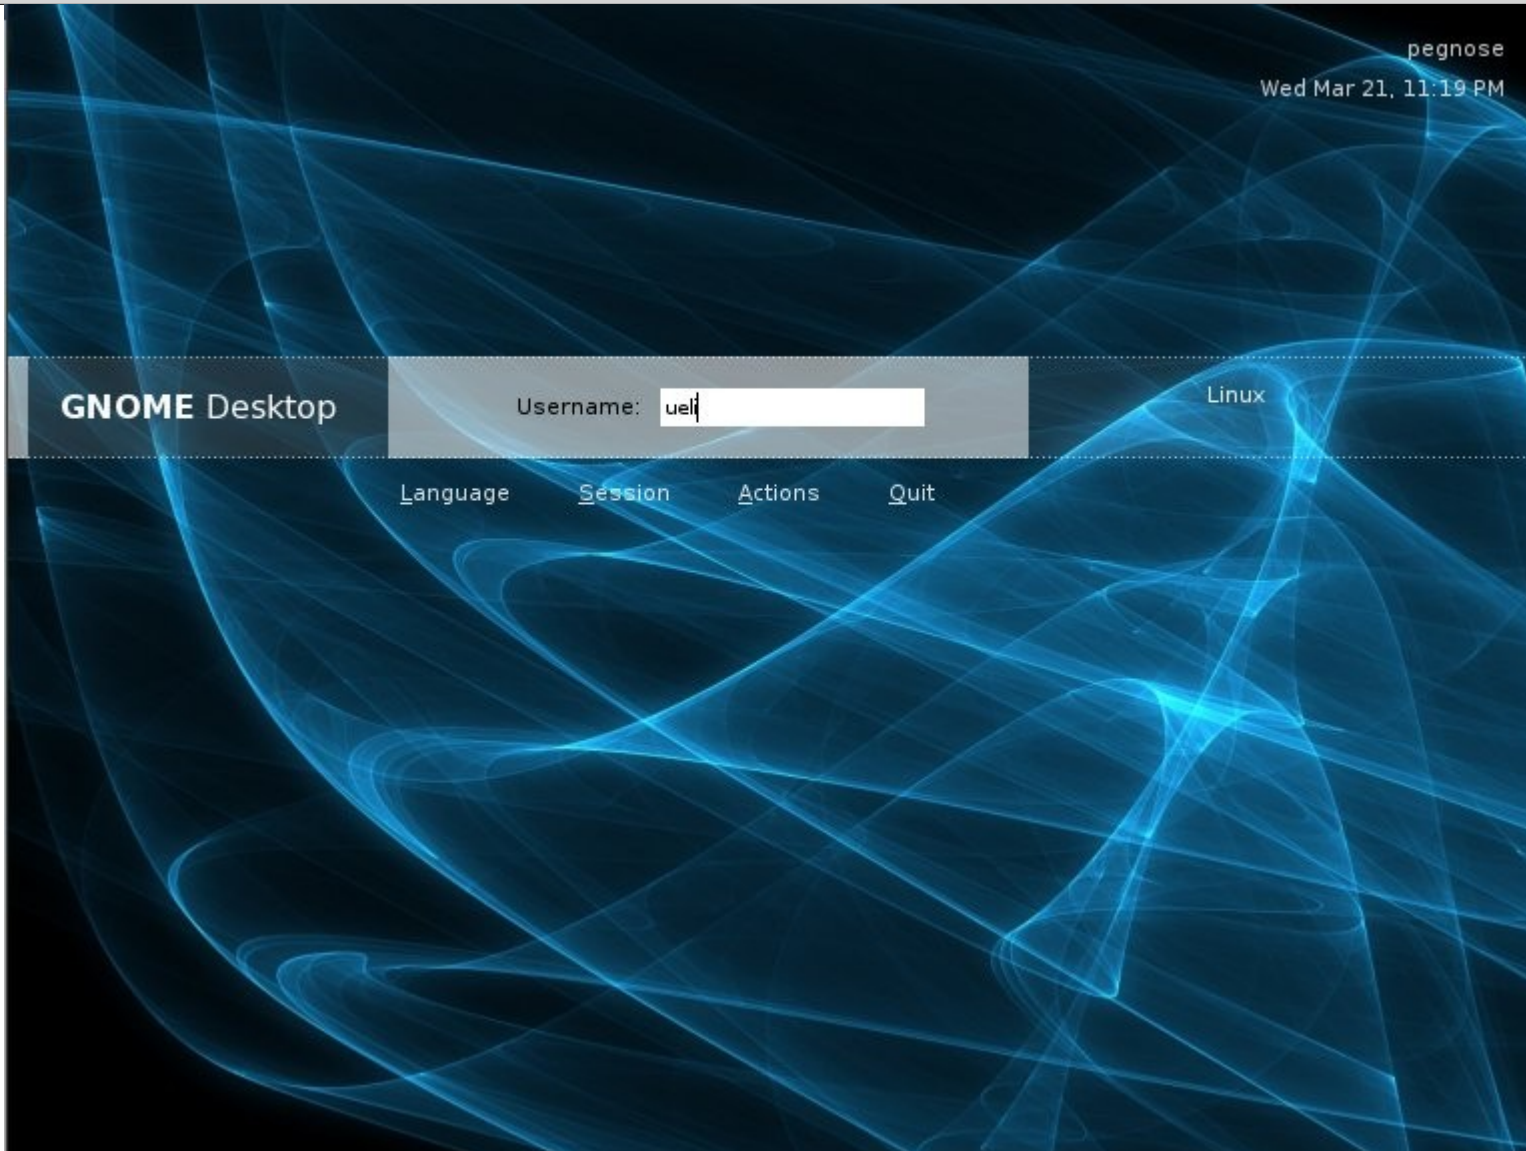 pegnose
Wed Mar 21, 11:19 PM
GNOME Desktop
Username: ueli
Linux
Language Session Actions Quit